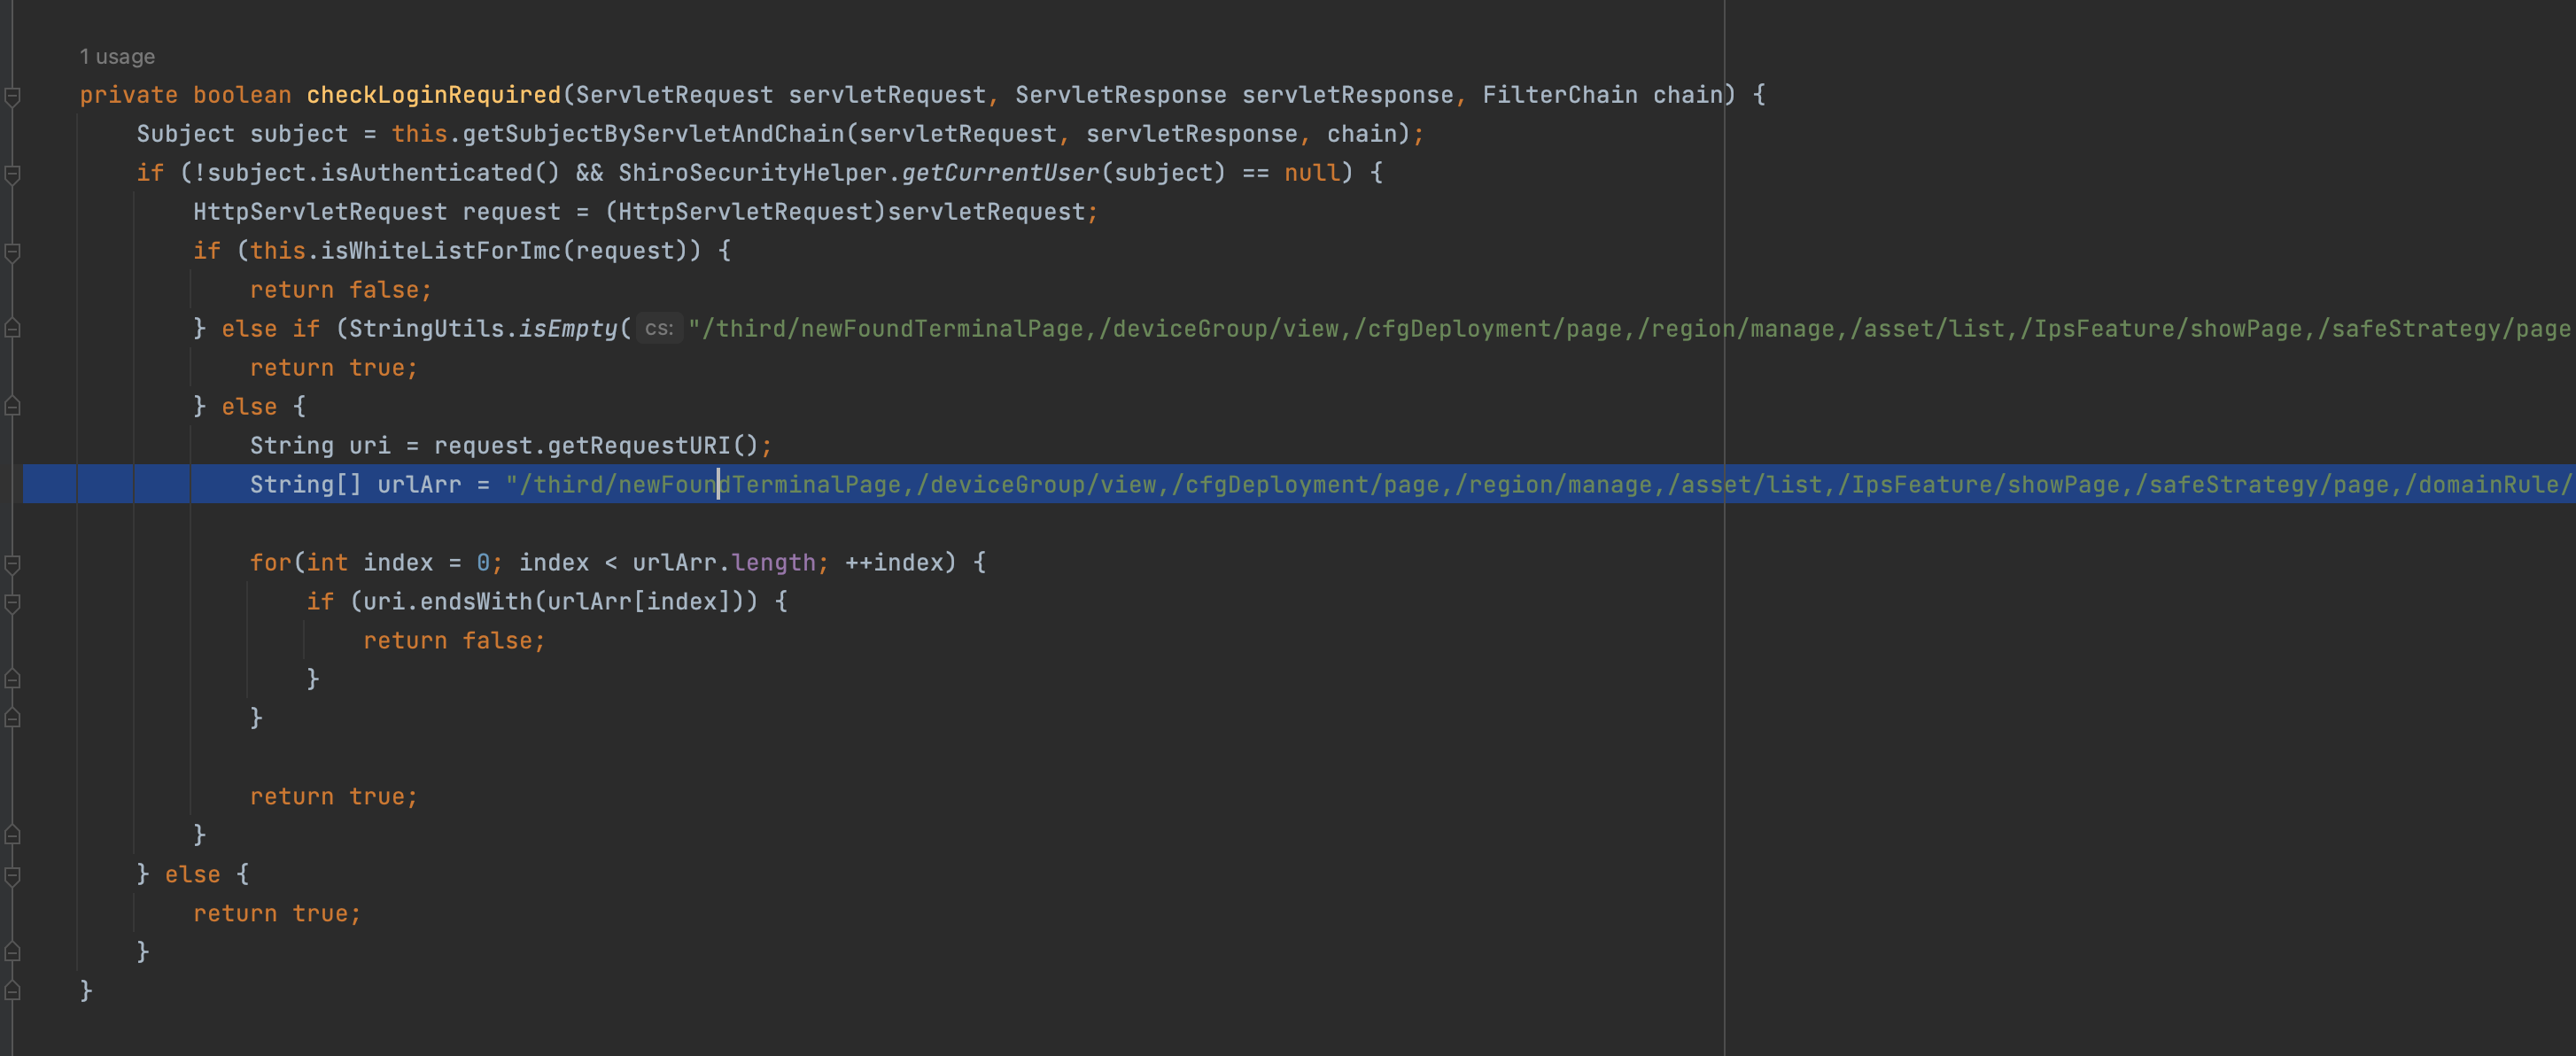 1 usage
private boolean checkLoginRequired(ServletRequest servletRequest, ServletResponse servletResponse, FilterChain chain) {
    Subject subject = this.getSubjectByServletAndChain(servletRequest, servletResponse, chain);
    if (!subject.isAuthenticated() && ShiroSecurityHelper.getCurrentUser(subject) == null) {
        HttpServletRequest request = (HttpServletRequest)servletRequest;
        if (this.isWhiteListForImc(request)) {
            return false;
        } else if (StringUtils.isEmpty( cs: "/third/newFoundTerminalPage,/deviceGroup/view,/cfgDeployment/page,/region/manage,/asset/list,/IpsFeature/showPage,/safeStrategy/page
            return true;
        } else {
            String uri = request.getRequestURI();
            String[] urlArr = "/third/newFoundTerminalPage,/deviceGroup/view,/cfgDeployment/page,/region/manage,/asset/list,/IpsFeature/showPage,/safeStrategy/page,/domainRule/
            for(int index = 0; index < urlArr.length; ++index) {
                if (uri.endsWith(urlArr[index])) {
                    return false;
                }
            }
            return true;
        }
    } else {
        return true;
    }
}